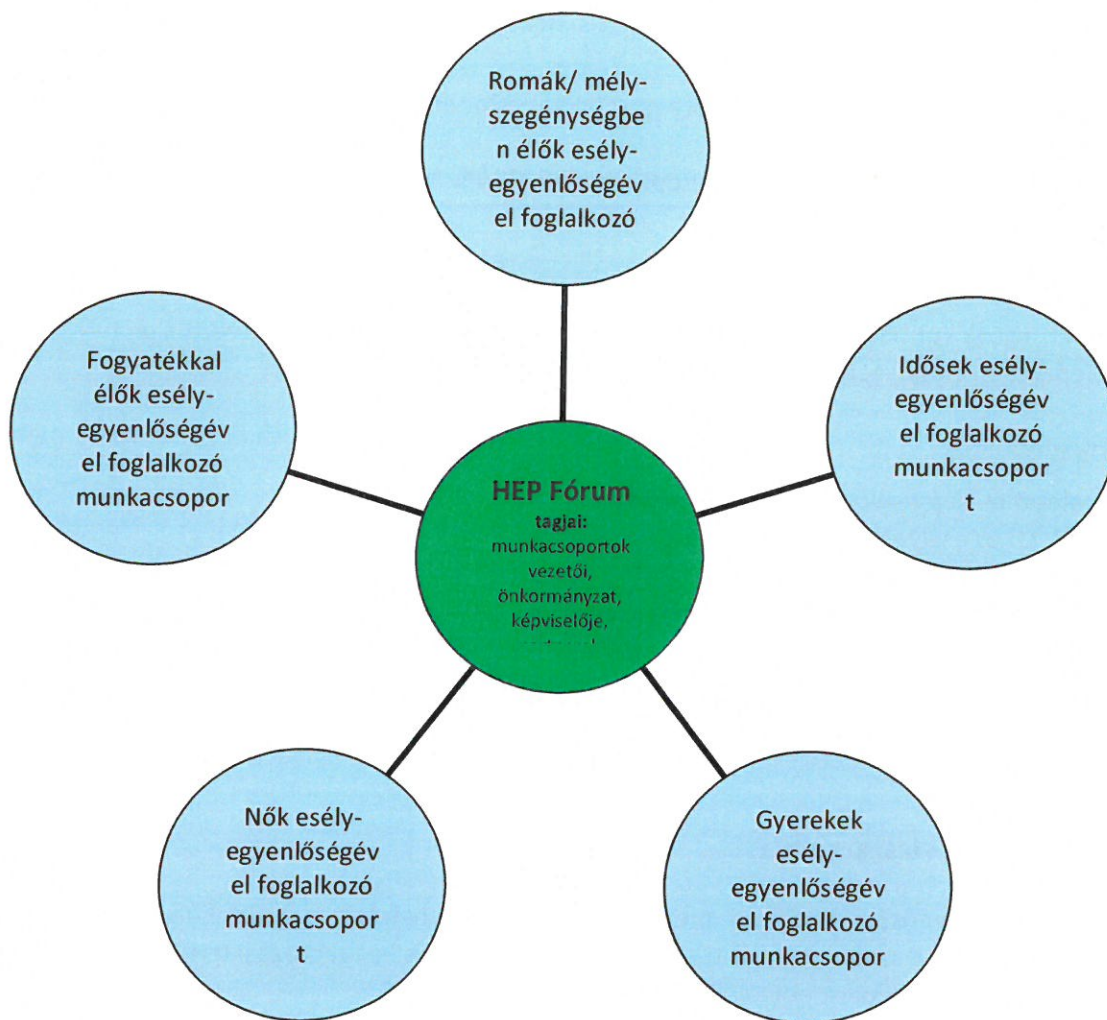 Romák/ mély-
szegénységbe
n élők esély-
egyenlőségév
el foglalkozó
Fogyatékkal
élők esély-
egyenlőségév
el foglalkozó
munkacsopor
Idősek esély-
egyenlőségév
el foglalkozó
munkacsopor
t
HEP Fórum
tagjai:
munkacsoportok
vezetői,
önkormányzat,
képviselője,
Nők esély-
egyenlőségév
el foglalkozó
munkacsopor
t
Gyerekek
esély-
egyenlőségév
el foglalkozó
munkacsopor